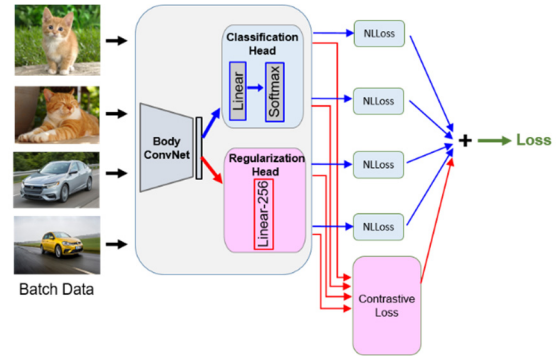 Classification
Head
Linear
Softmax
Body
ConvNet
Regularization
Head
Linear-256
NLLoss
NLLoss
NLLoss
NLLoss
+
Loss
Contrastive
Loss
Batch Data